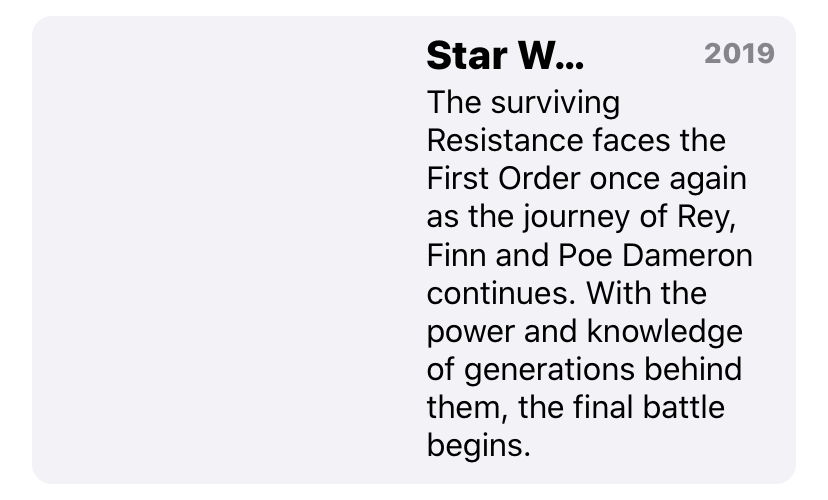 Star W... 2019
The surviving
Resistance faces the
First Order once again
as the journey of Rey,
Finn and Poe Dameron
continues. With the
power and knowledge
of generations behind
them, the final battle
begins.